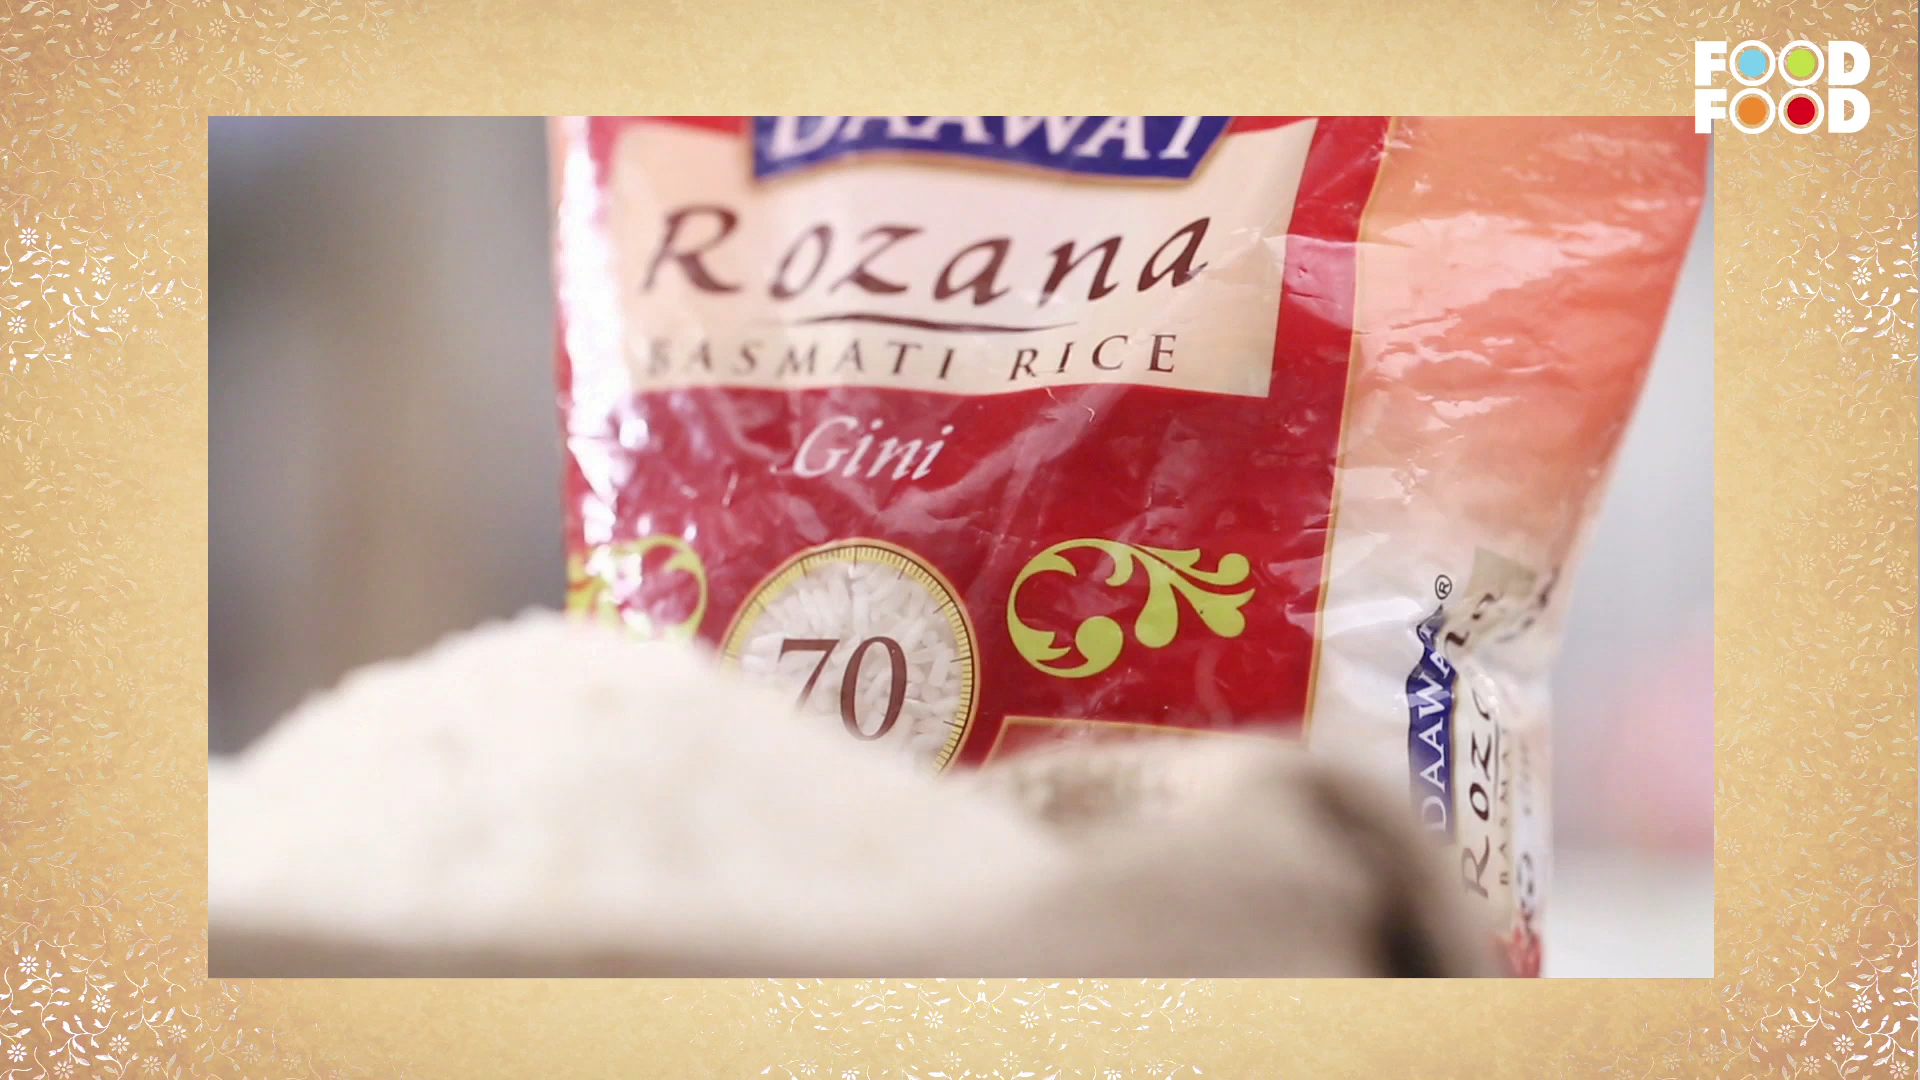 FOOD
FOOD
DAAWAT
Rozana
BASMATI RICE
Gini
70
DAAWAT®